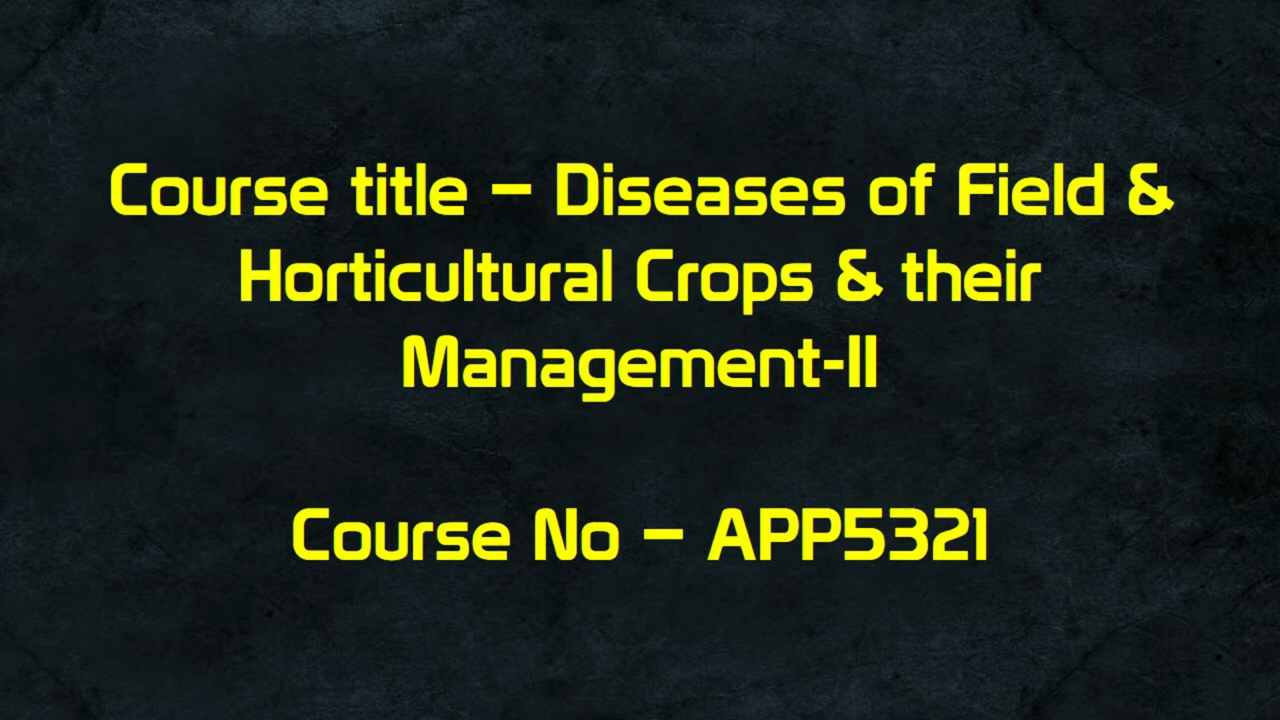 Course title – Diseases of Field &
Horticultural Crops & their
Management-II
Course No – APP5321